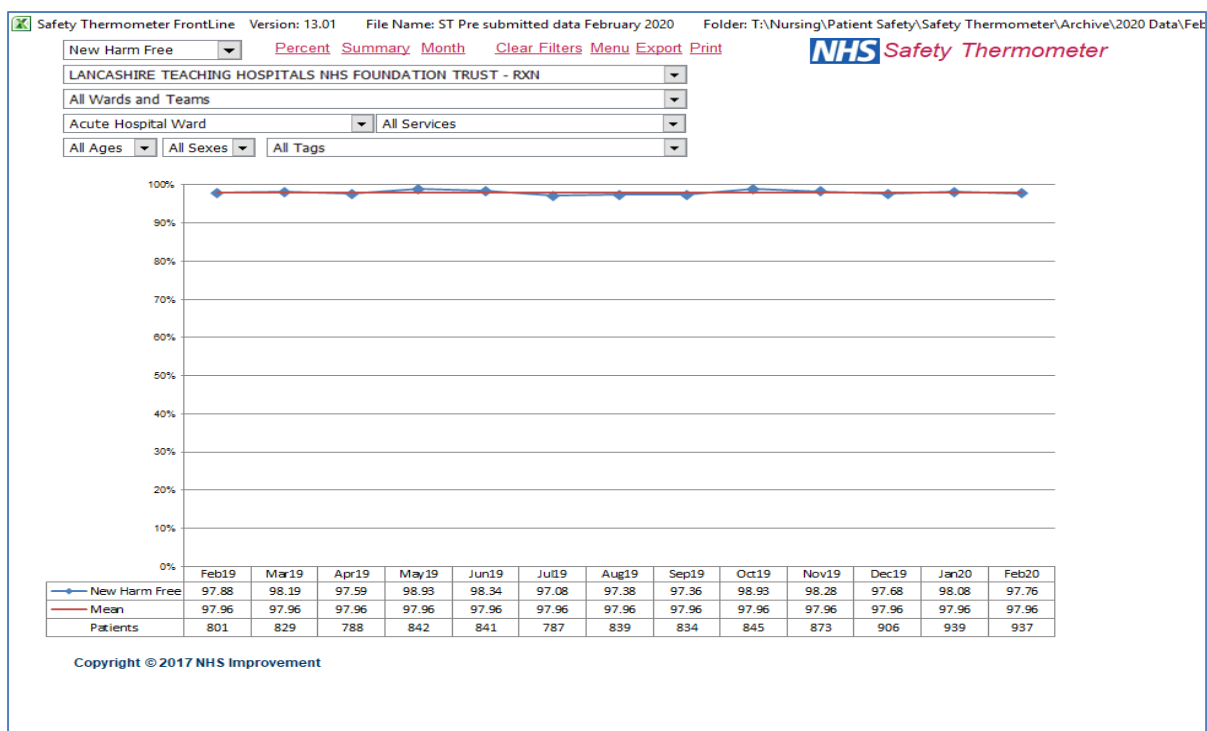 Safety Thermometer FrontLine Version: 13.01 File Name: ST Pre submitted data February 2020 Folder: T:\Nursing\Patient Safety\Safety Thermometer\Archive\2020 Data\Feb
New Harm Free Percent Summary Month Clear Filters Menu Export Print NHS Safety Thermometer
LANCASHIRE TEACHING HOSPITALS NHS FOUNDATION TRUST - RXN
All Wards and Teams
Acute Hospital Ward All Services
All Ages All Sexes All Tags
100%
90%
80%
70%
60%
50%
40%
30%
20%
10%
0%
Feb19 Mar19 Apr19 May19 Jun19 Jul19 Aug19 Sep19 Oct19 Nov19 Dec19 Jan20 Feb20
New Harm Free 97.88 98.19 97.59 98.93 98.34 97.08 97.38 97.36 98.93 98.28 97.68 98.08 97.76
Mean 97.96 97.96 97.96 97.96 97.96 97.96 97.96 97.96 97.96 97.96 97.96 97.96 97.96
Patients 801 829 788 842 841 787 839 834 845 873 906 939 937
Copyright © 2017 NHS Improvement